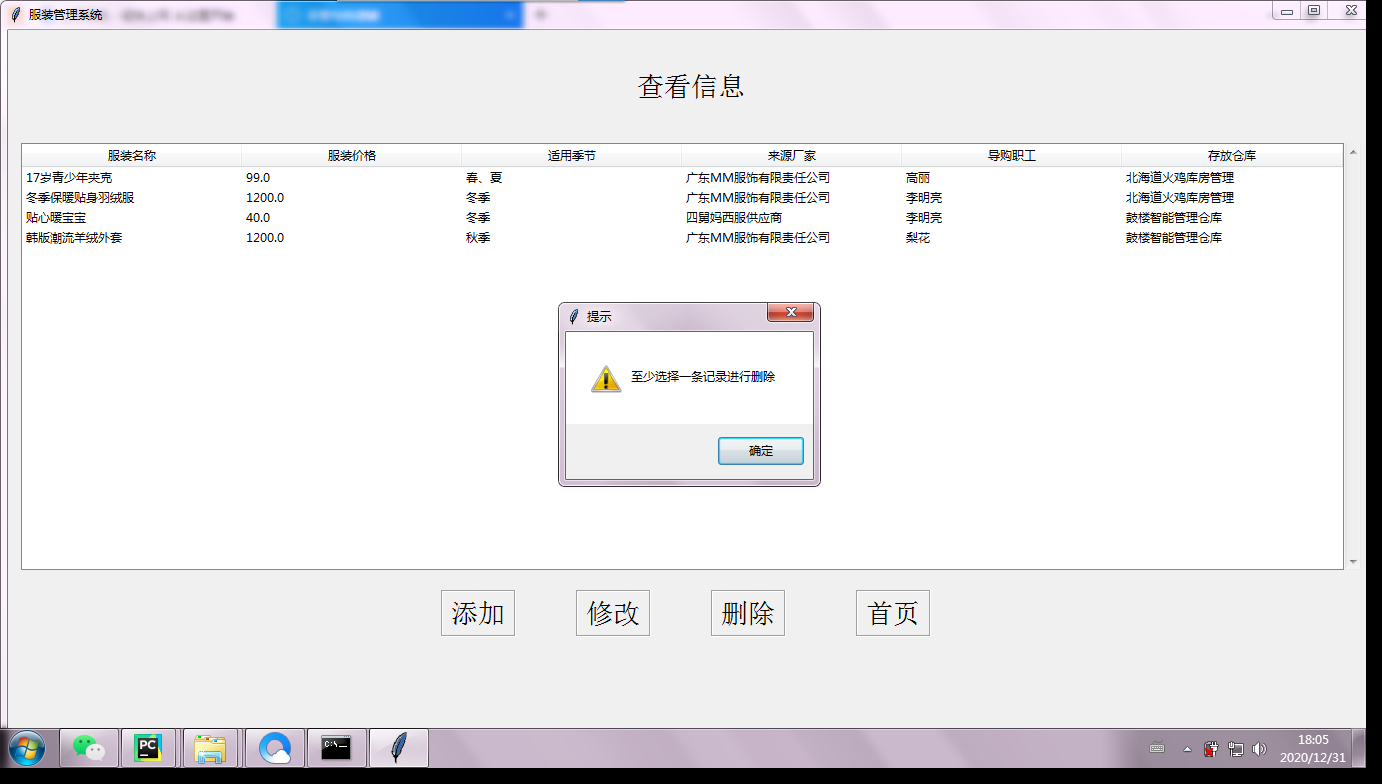 服装管理系统
查看信息
服装名称 服装价格 适用季节 来源厂家 导购职工 存放仓库
17岁青少年夹克 99.0 春、夏 广东MM服饰有限责任公司 高丽 北海道火鸡库房管理
冬季保暖贴身羽绒服 1200.0 冬季 广东MM服饰有限责任公司 李明亮 北海道火鸡库房管理
贴心暖宝宝 40.0 冬季 四舅妈西服供应商 李明亮 鼓楼智能管理仓库
韩版潮流羊绒外套 1200.0 秋季 广东MM服饰有限责任公司 梨花 鼓楼智能管理仓库
提示
至少选择一条记录进行删除
确定
添加 修改 删除 首页
PC
C:\
18:05
2020/12/31